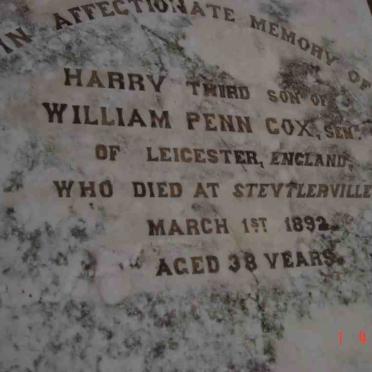 IN AFFECTIONATE MEMORY OF
HARRY THIRD SON OF
WILLIAM PENN COX, SENR.
OF LEICESTER, ENGLAND,
WHO DIED AT STEYTLERVILLE
MARCH 1ST 1892.
AGED 38 YEARS.